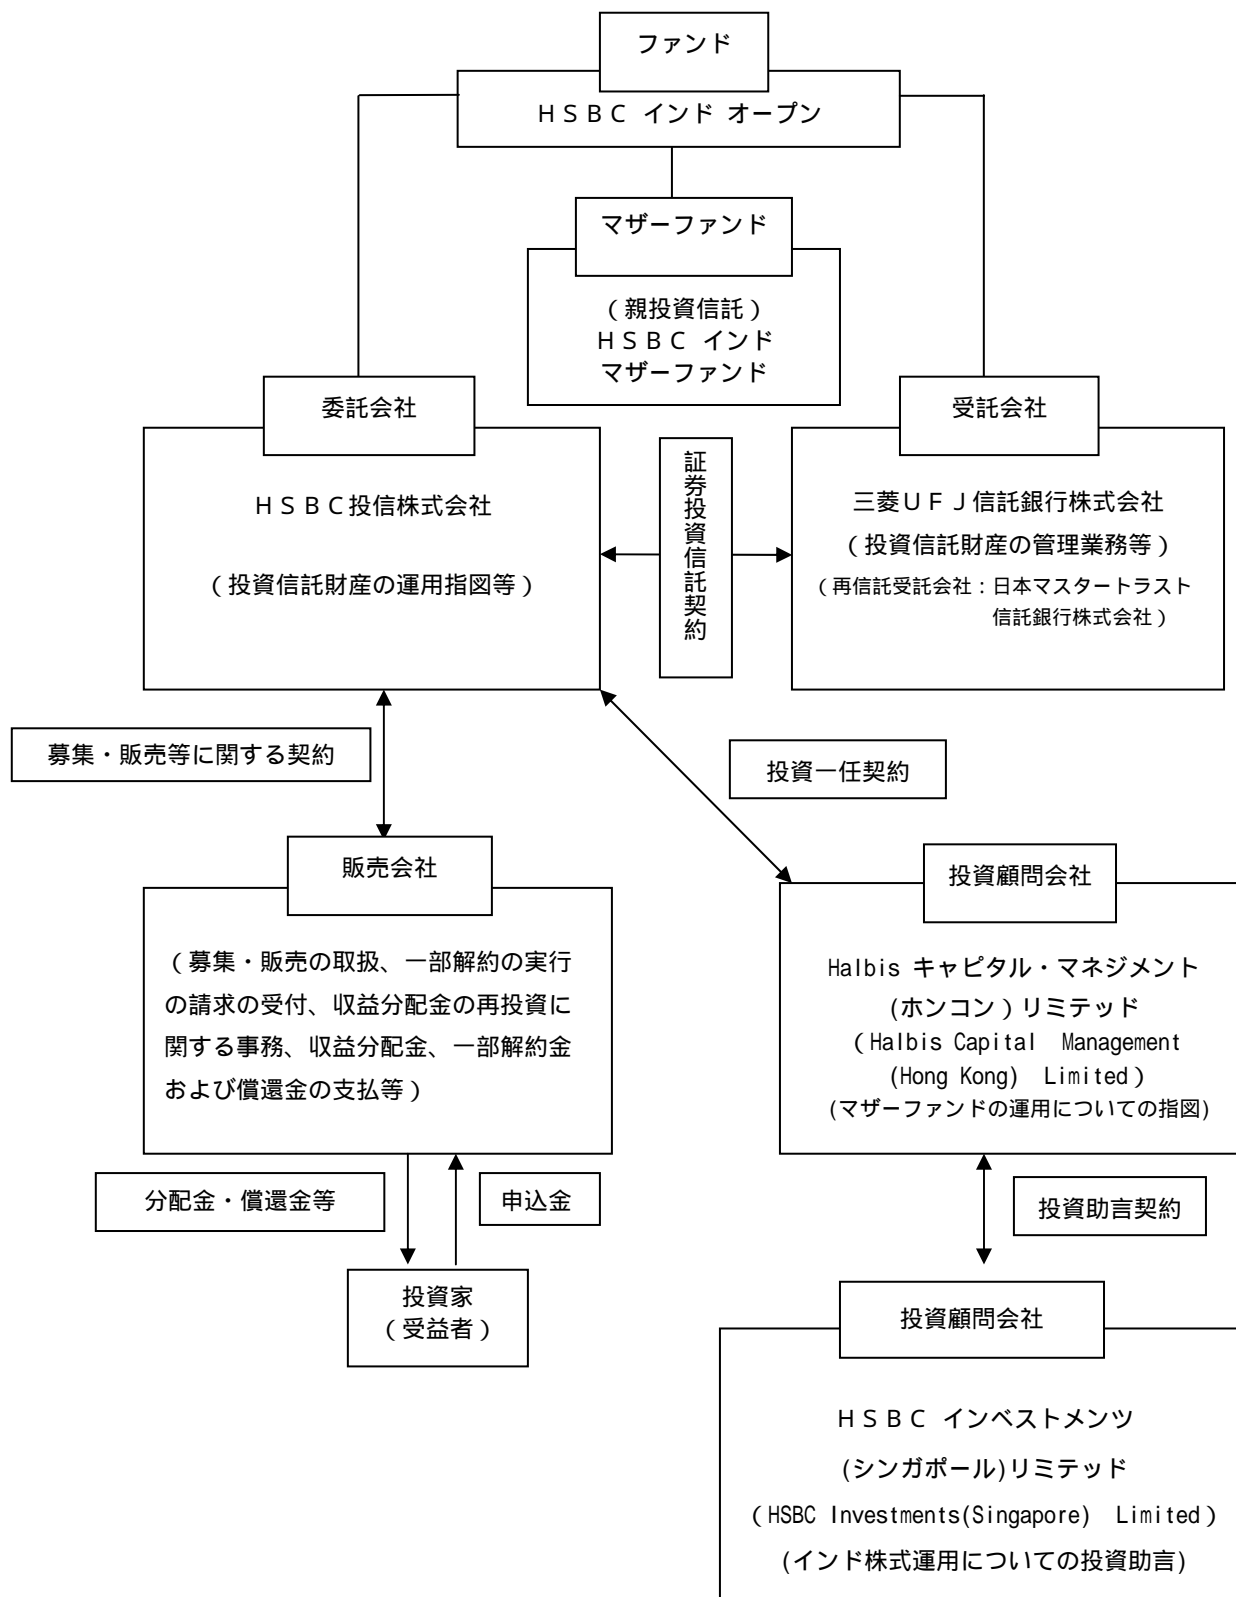 ファンド
ＨＳＢＣ インド オープン
マザーファンド
（親投資信託）
ＨＳＢＣ インド
マザーファンド
委託会社
ＨＳＢＣ投信株式会社
（投資信託財産の運用指図等）
証券投資信託契約
受託会社
三菱ＵＦＪ信託銀行株式会社
（投資信託財産の管理業務等）
（再信託受託会社：日本マスタートラスト
信託銀行株式会社）
募集・販売等に関する契約
投資一任契約
販売会社
（募集・販売の取扱、一部解約の実行
の請求の受付、収益分配金の再投資に
関する事務、収益分配金、一部解約金
および償還金の支払等）
投資顧問会社
Halbis キャピタル・マネジメント
(ホンコン）リミテッド
（Halbis Capital Management
(Hong Kong) Limited）
(マザーファンドの運用についての指図)
分配金・償還金等
申込金
投資助言契約
投資家
（受益者）
投資顧問会社
ＨＳＢＣ インベストメンツ
(シンガポール)リミテッド
（HSBC Investments(Singapore) Limited）
(インド株式運用についての投資助言)